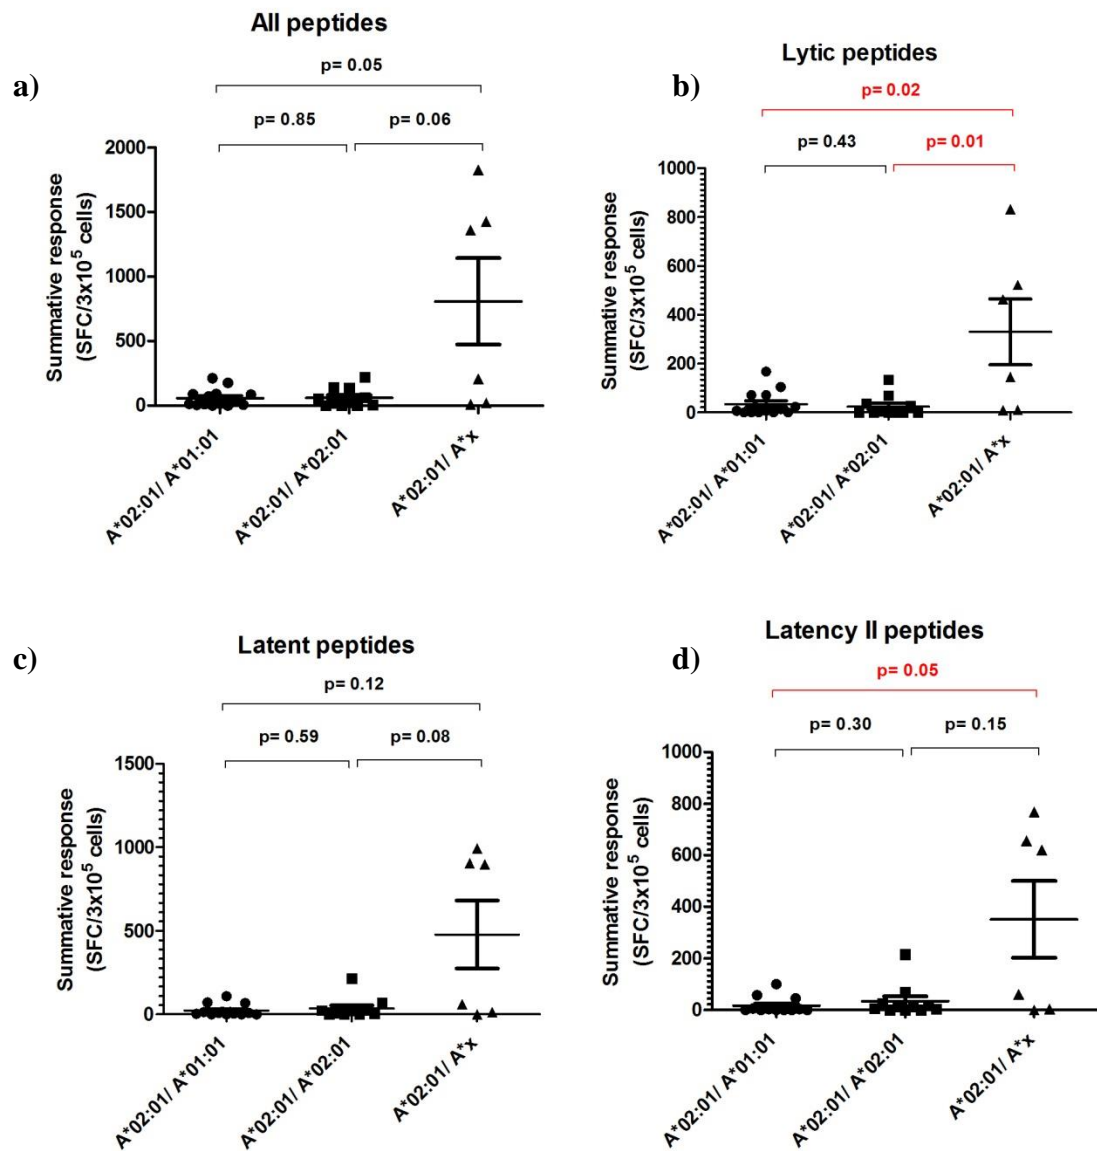 All peptides
a)
p= 0.05
p= 0.85
p= 0.06
Summative response
(SFC/3x10⁵ cells)
2000
1500
1000
500
0
A*02:01/ A*01:01
A*02:01/ A*02:01
A*02:01/ A*x
Lytic peptides
b)
p= 0.02
p= 0.43
p= 0.01
Summative response
(SFC/3x10⁵ cells)
1000
800
600
400
200
0
A*02:01/ A*01:01
A*02:01/ A*02:01
A*02:01/ A*x
Latent peptides
c)
p= 0.12
p= 0.59
p= 0.08
Summative response
(SFC/3x10⁵ cells)
1500
1000
500
0
A*02:01/ A*01:01
A*02:01/ A*02:01
A*02:01/ A*x
Latency II peptides
d)
p= 0.05
p= 0.30
p= 0.15
Summative response
(SFC/3x10⁵ cells)
1000
800
600
400
200
0
A*02:01/ A*01:01
A*02:01/ A*02:01
A*02:01/ A*x